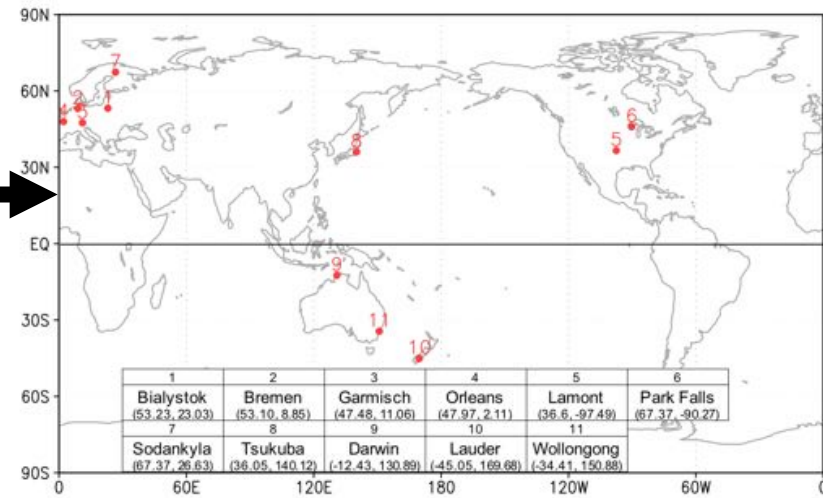 90N
7
60N
2
1
4
3
6
8
5
30N
EQ
9
30S
11
10
1 2 3 4 5 6
Bialystok Bremen Garmisch Orleans Lamont Park Falls
(53.23, 23.03) (53.10, 8.85) (47.48, 11.06) (47.97, 2.11) (36.6,-97.49) (67.37, -90.27)
60S
7 8 9 10 11
Sodankyla Tsukuba Darwin Lauder Wollongong
(67.37, 26.63) (36.05, 140.12) (-12.43, 130.89) (-45.05, 169.68) (-34.41, 150.88)
90S
0 60E 120E 180 120W 60W 0